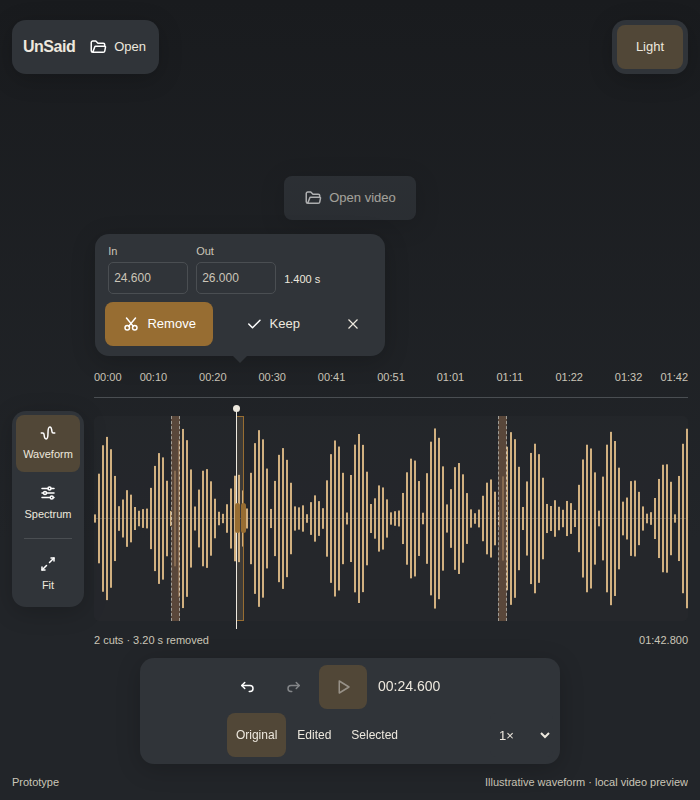 UnSaid Open Light
Open video
In Out
24.600 26.000 1.400 s
Remove Keep
00:00 00:10 00:20 00:30 00:41 00:51 01:01 01:11 01:22 01:32 01:42
Waveform
Spectrum
Fit
2 cuts · 3.20 s removed 01:42.800
00:24.600
Original Edited Selected 1×
Prototype Illustrative waveform · local video preview